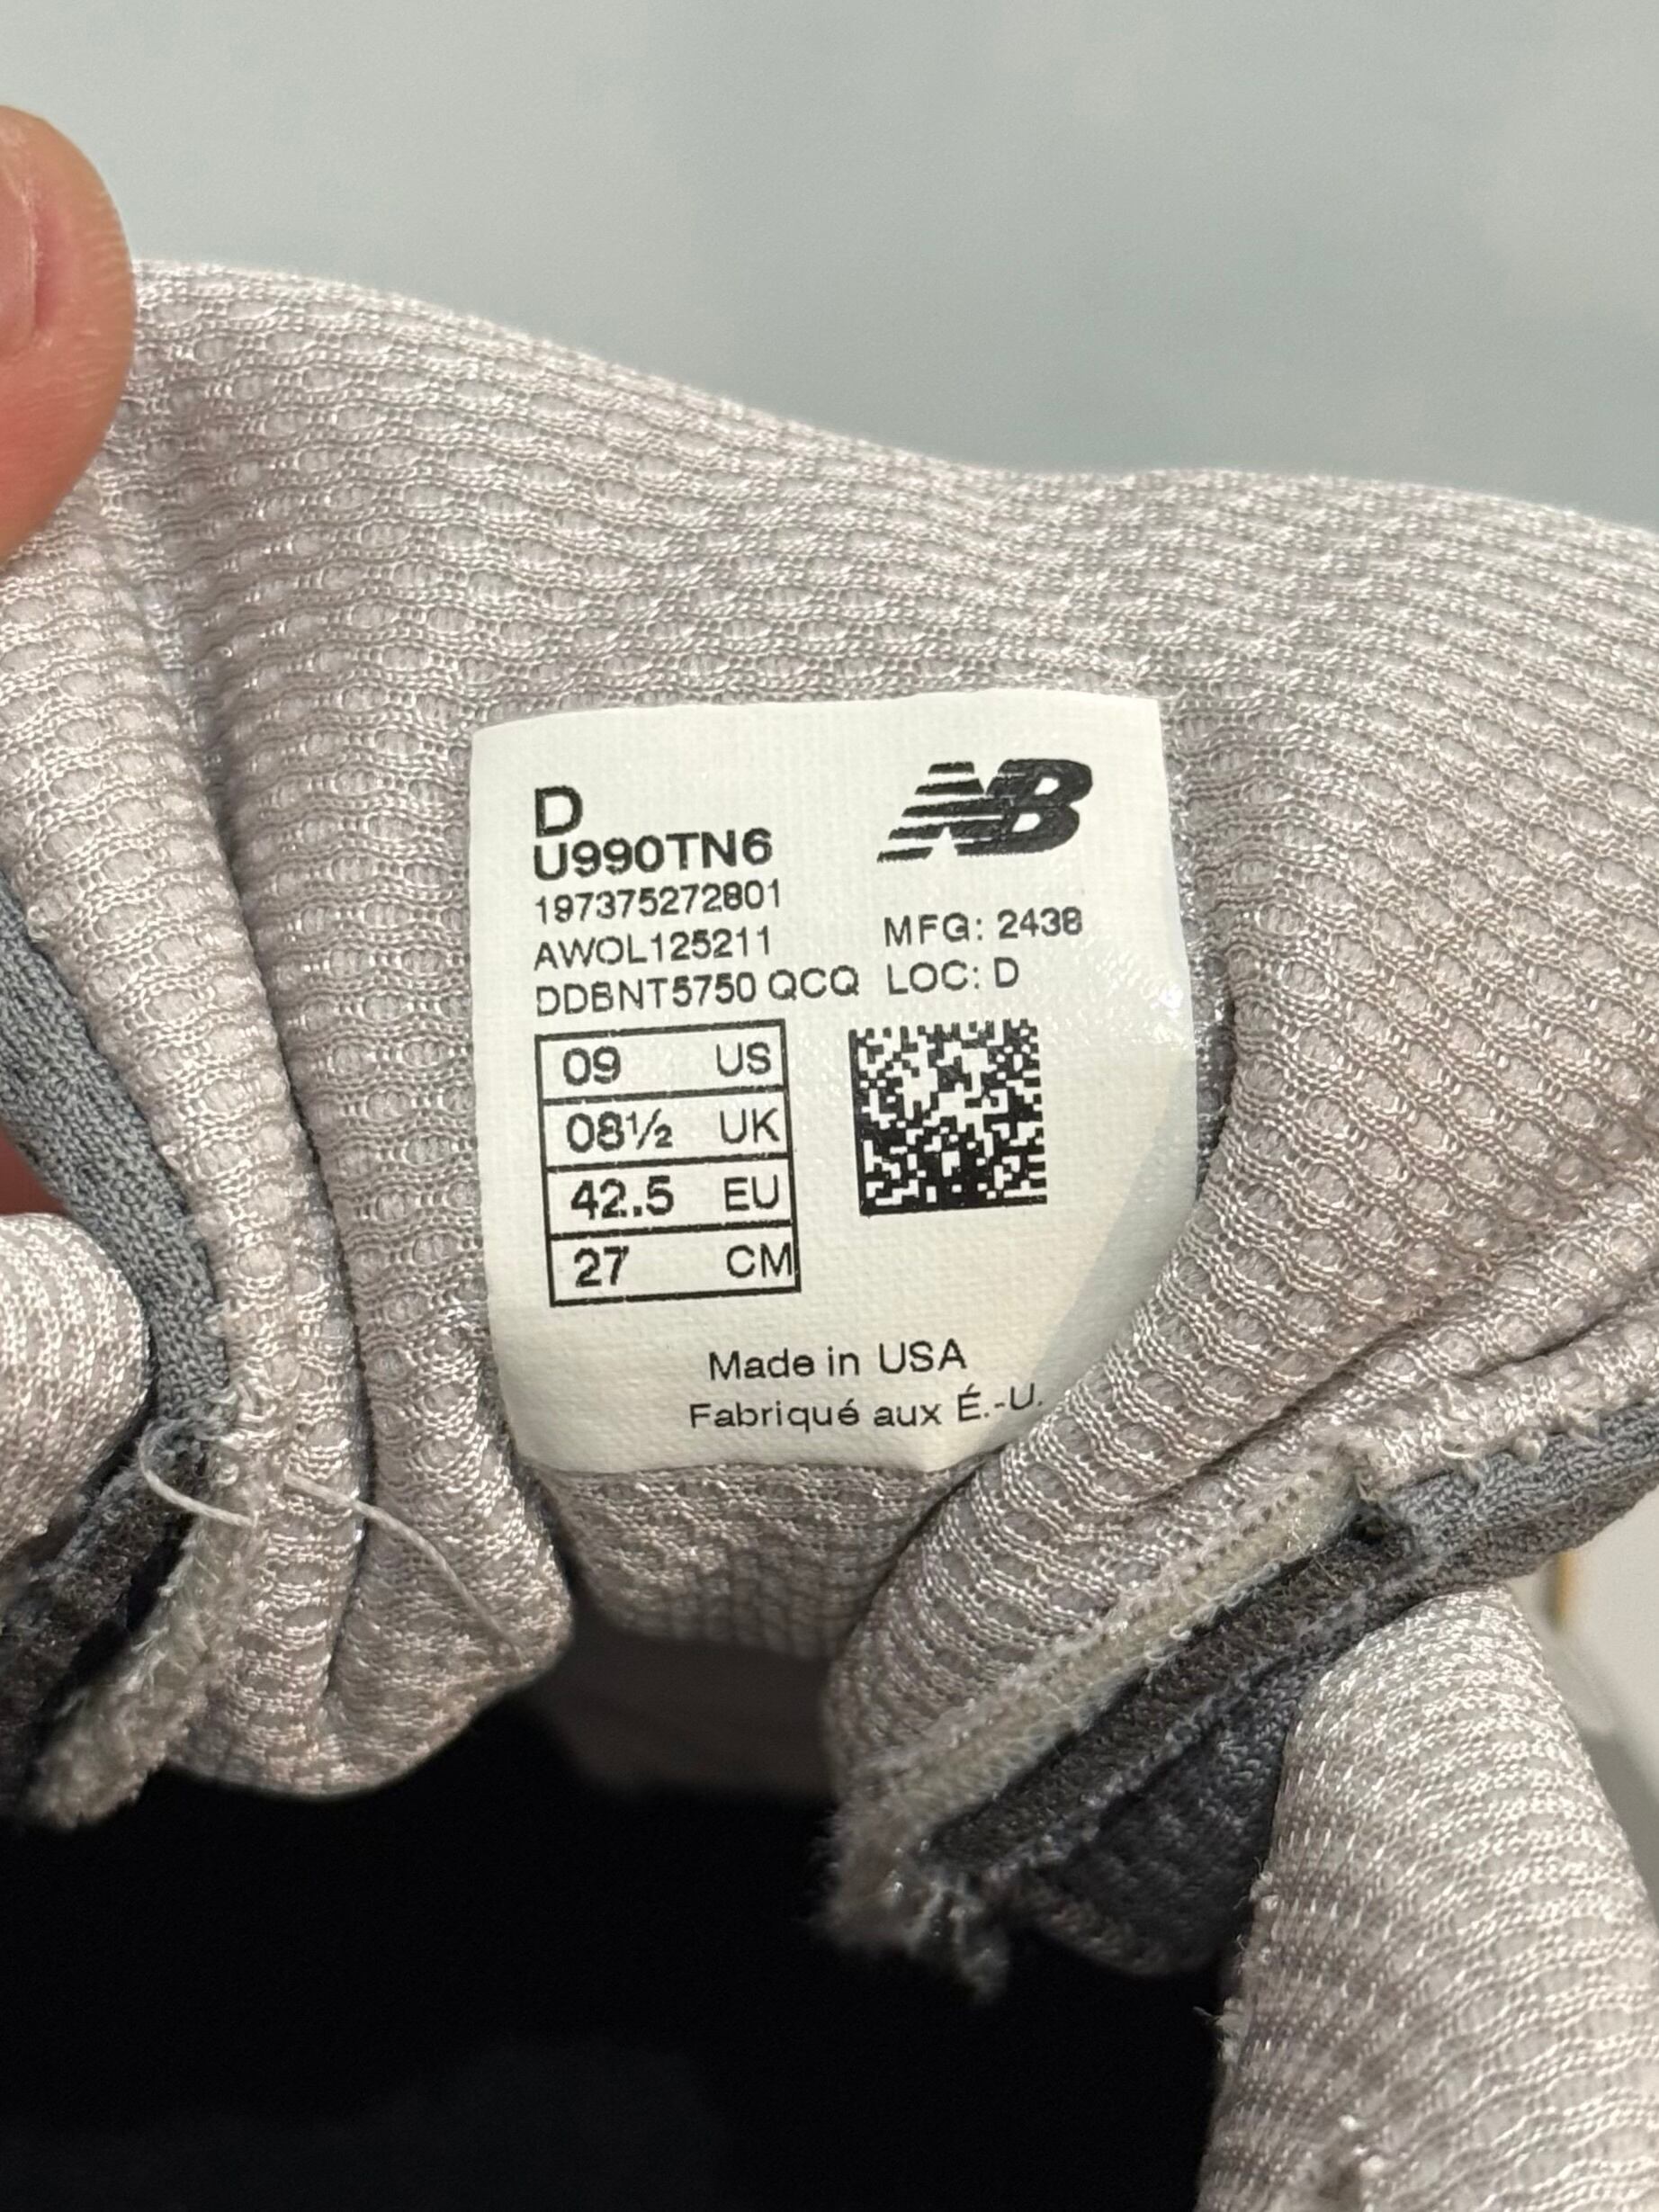 D
NB
U990TN6
197375272801
AWOL125211
MFG: 2438
DDBNT5750 QCQ LOC: D
09 US
08½ UK
42.5 EU
27 CM
Made in USA
Fabriqué aux É.-U.